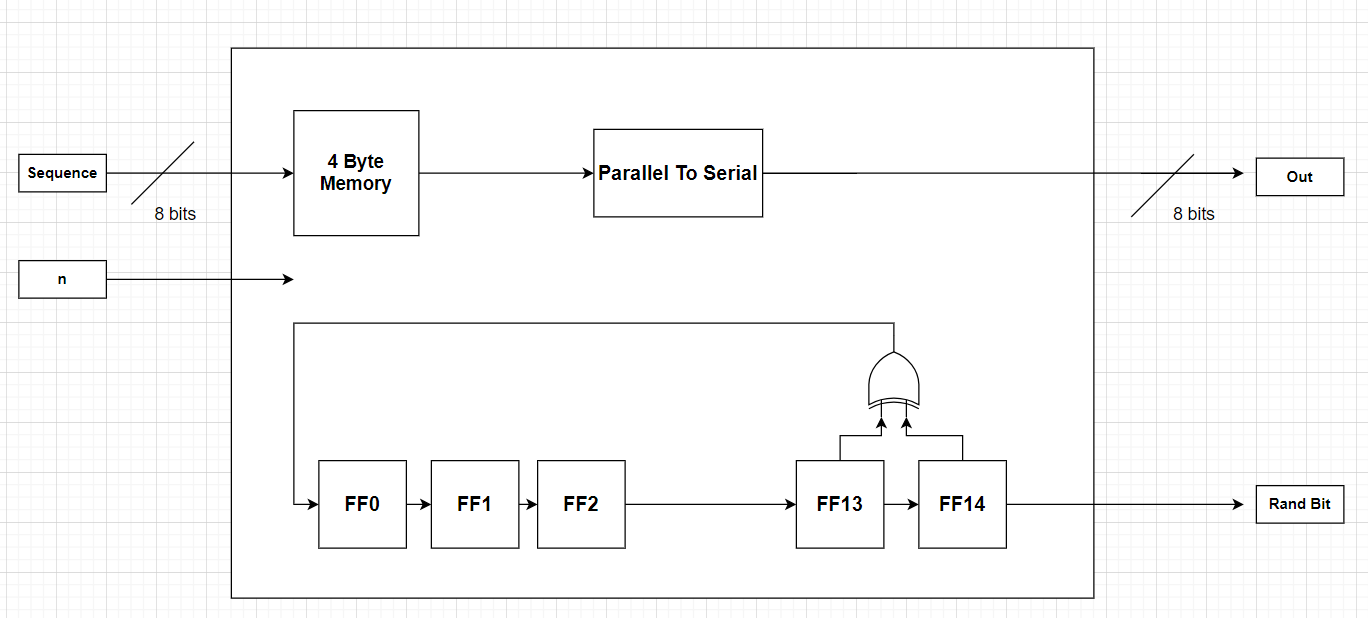 4 Byte
Memory
Parallel To Serial
Sequence
Out
8 bits
8 bits
n
FF0
FF1
FF2
FF13
FF14
Rand Bit